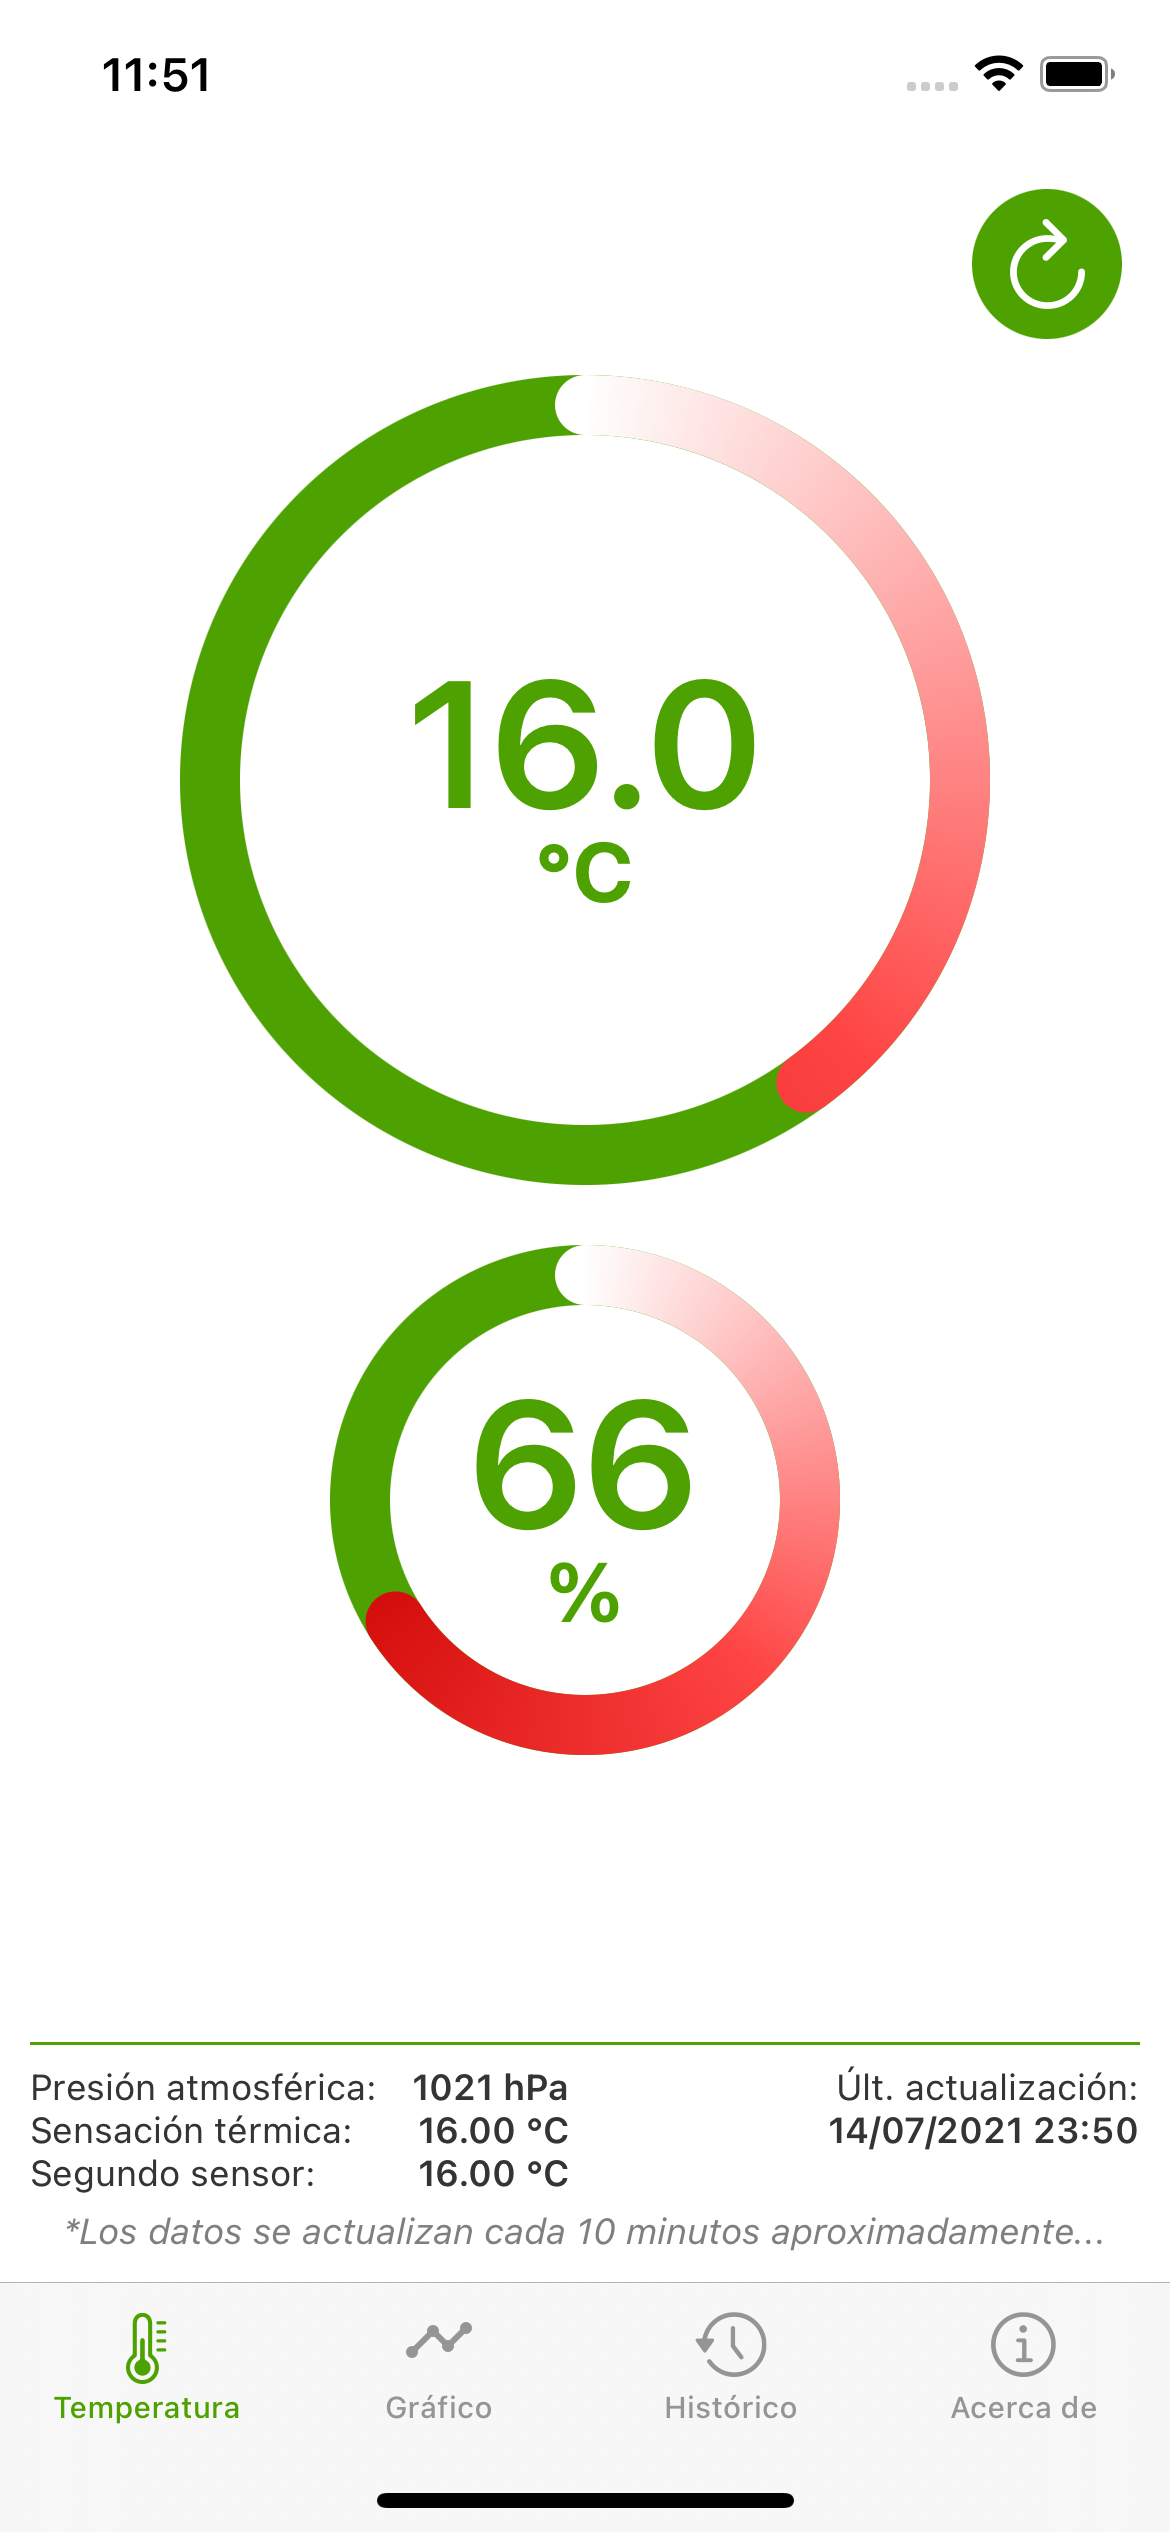 11:51
16.0
°C
66
%
Presión atmosférica: 1021 hPa
Sensación térmica: 16.00 °C
Segundo sensor: 16.00 °C
Últ. actualización:
14/07/2021 23:50
*Los datos se actualizan cada 10 minutos aproximadamente...
Temperatura
Gráfico
Histórico
Acerca de